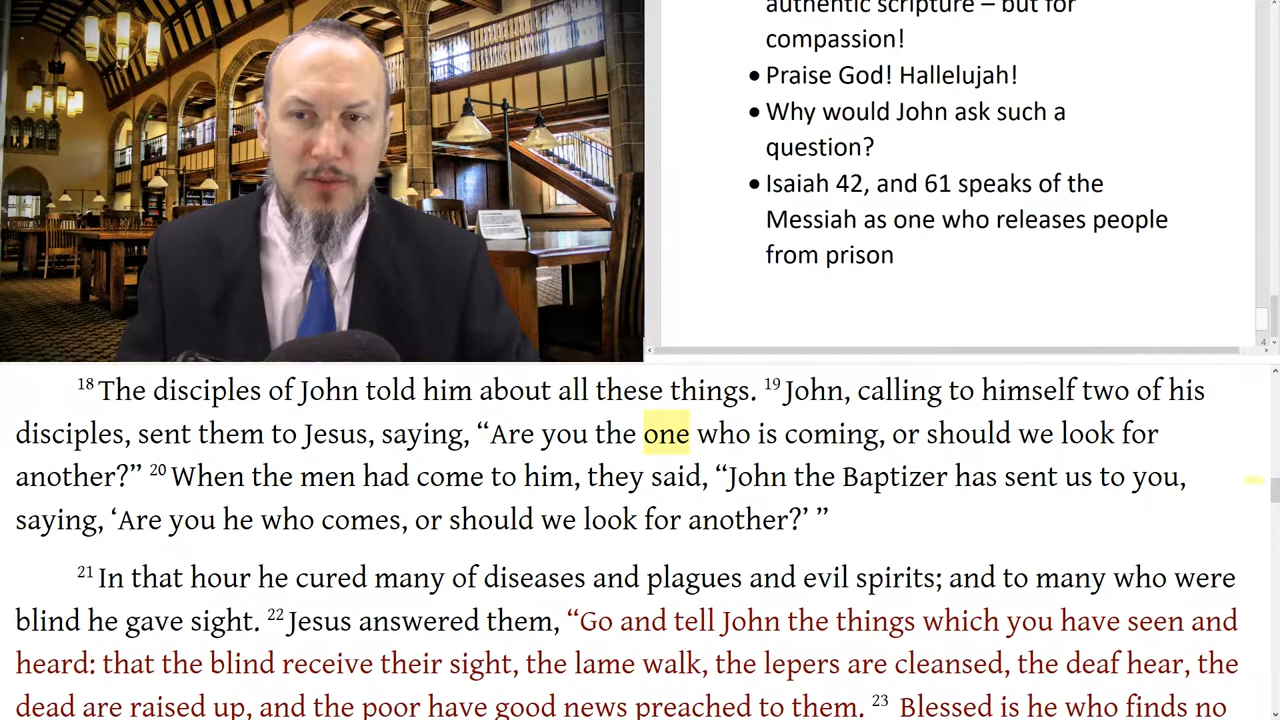 authentic scripture – but for
compassion!
• Praise God! Hallelujah!
• Why would John ask such a
question?
• Isaiah 42, and 61 speaks of the
Messiah as one who releases people
from prison
4
18 The disciples of John told him about all these things. 19 John, calling to himself two of his
disciples, sent them to Jesus, saying, “Are you the one who is coming, or should we look for
another?” 20 When the men had come to him, they said, “John the Baptizer has sent us to you,
saying, ‘Are you he who comes, or should we look for another?’ ”
21 In that hour he cured many of diseases and plagues and evil spirits; and to many who were
blind he gave sight. 22 Jesus answered them, “Go and tell John the things which you have seen and
heard: that the blind receive their sight, the lame walk, the lepers are cleansed, the deaf hear, the
dead are raised up, and the poor have good news preached to them. 23 Blessed is he who finds no